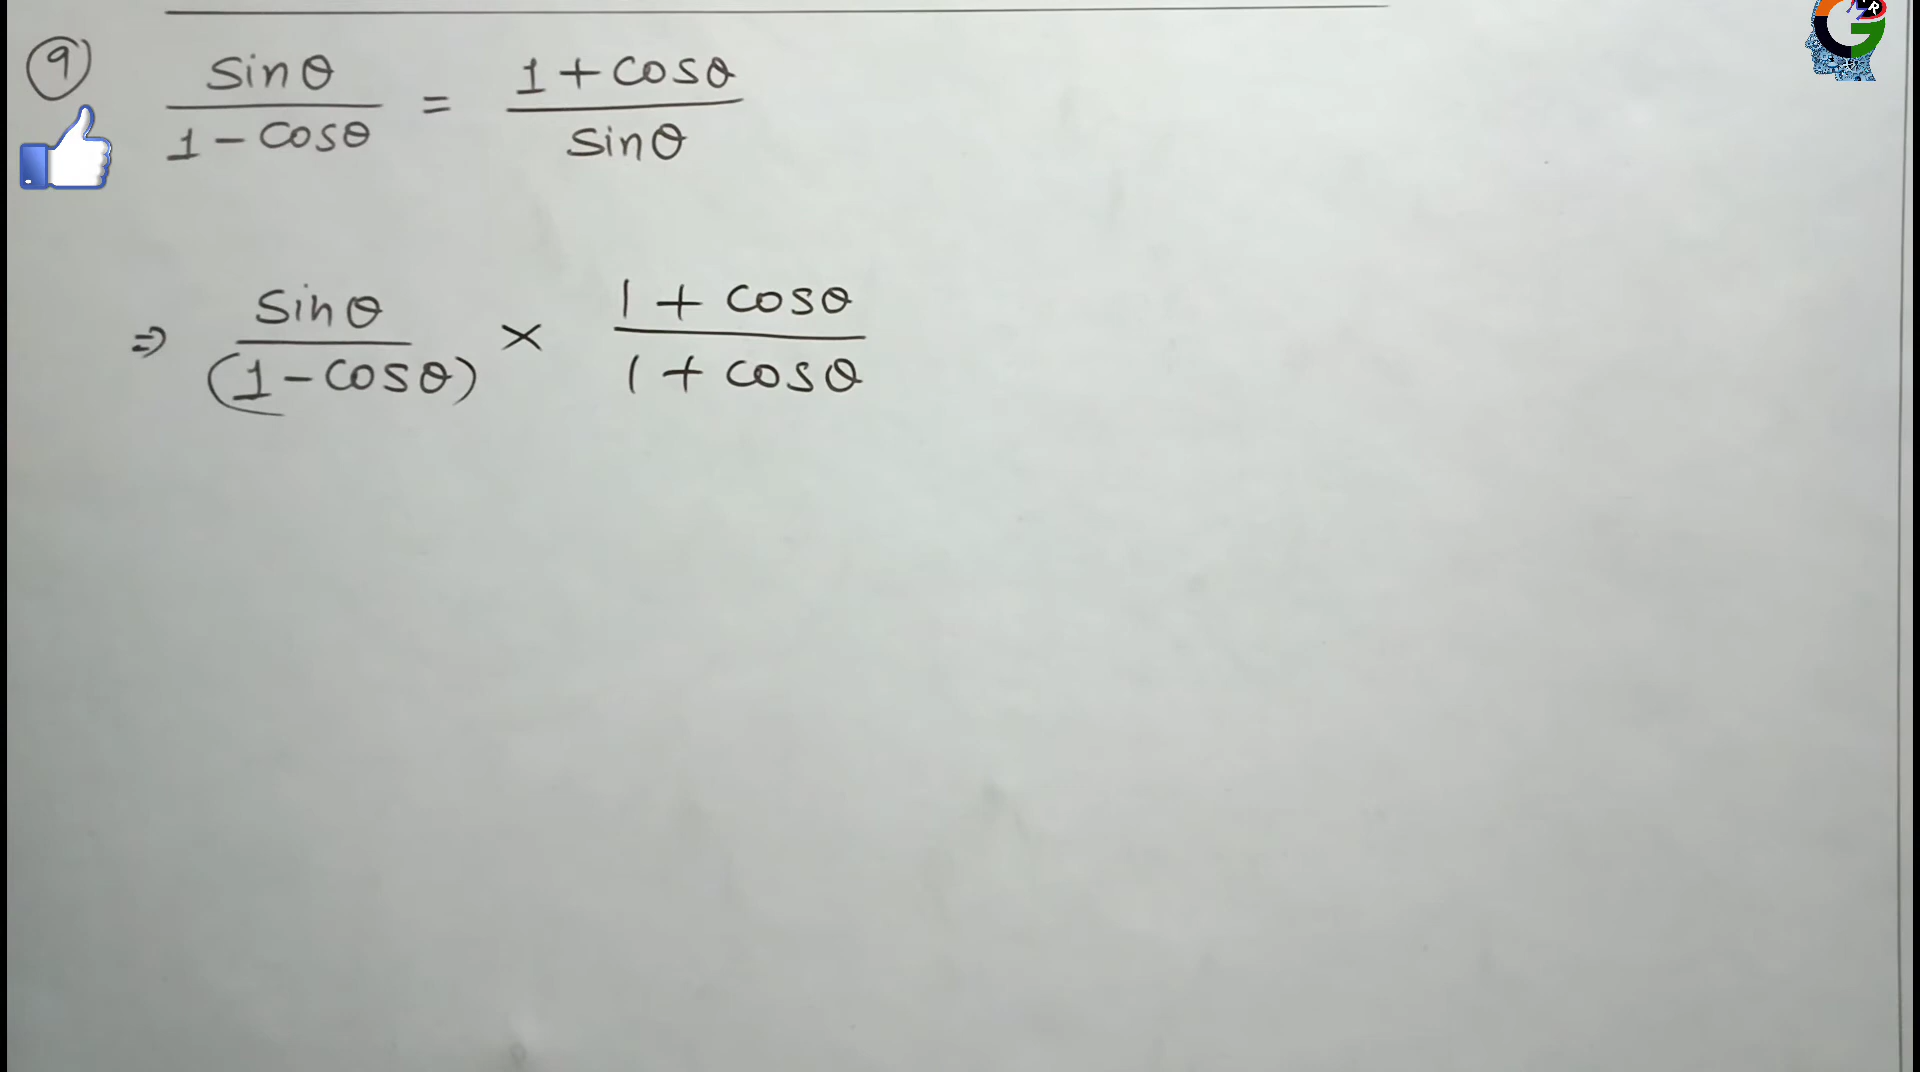 9) sinθ / 1 - cosθ = 1 + cosθ / sinθ
⇒ sinθ / (1 - cosθ) × 1 + cosθ / 1 + cosθ